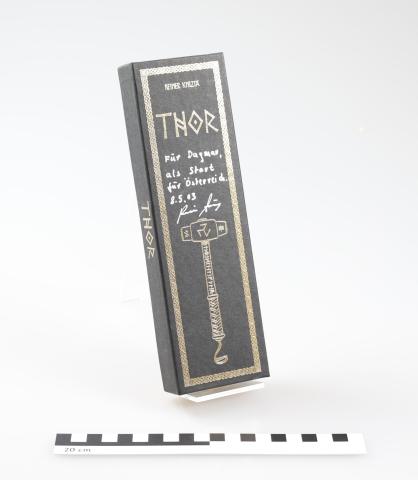 REINER KNIZIA
THOR
Für Dagmar,
als Start
für Österreich.
8.5.03
THOR
20 cm